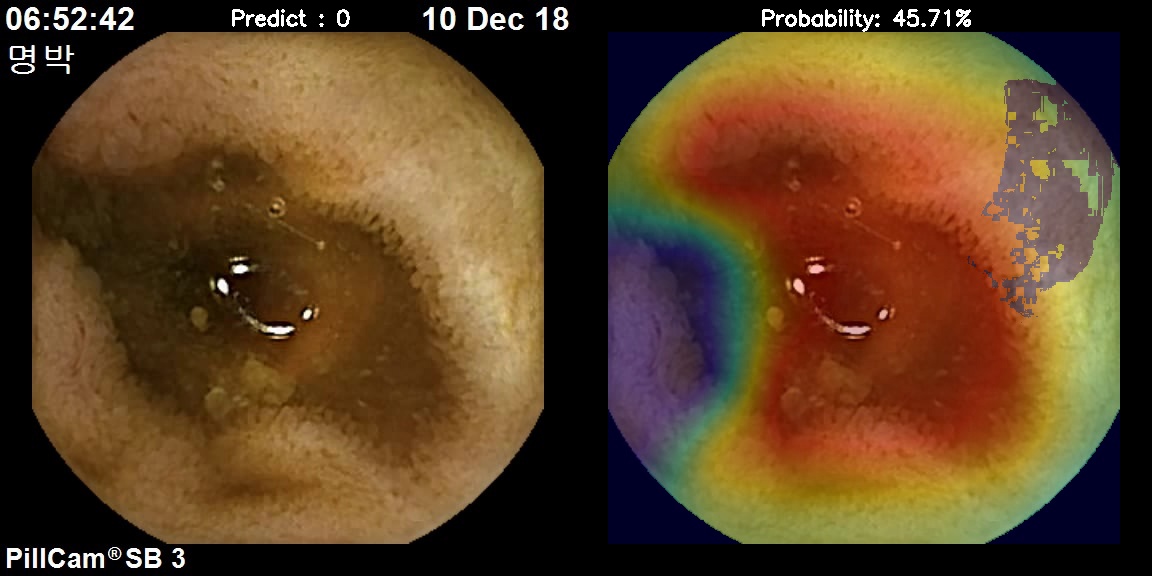 06:52:42
Predict : 0
10 Dec 18
Probability: 45.71%
명박
PillCam® SB 3